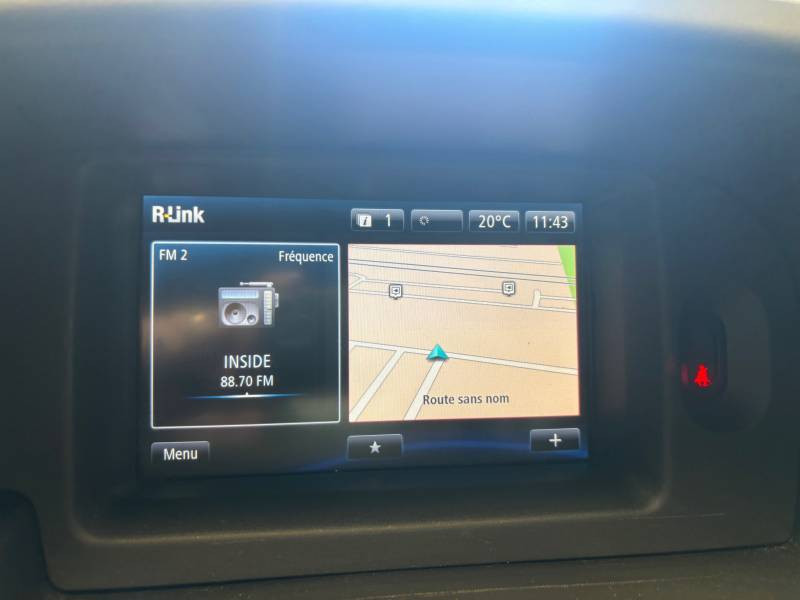 R-Link
1
20°C
11:43
FM 2
Fréquence
INSIDE
88.70 FM
Route sans nom
Menu
+